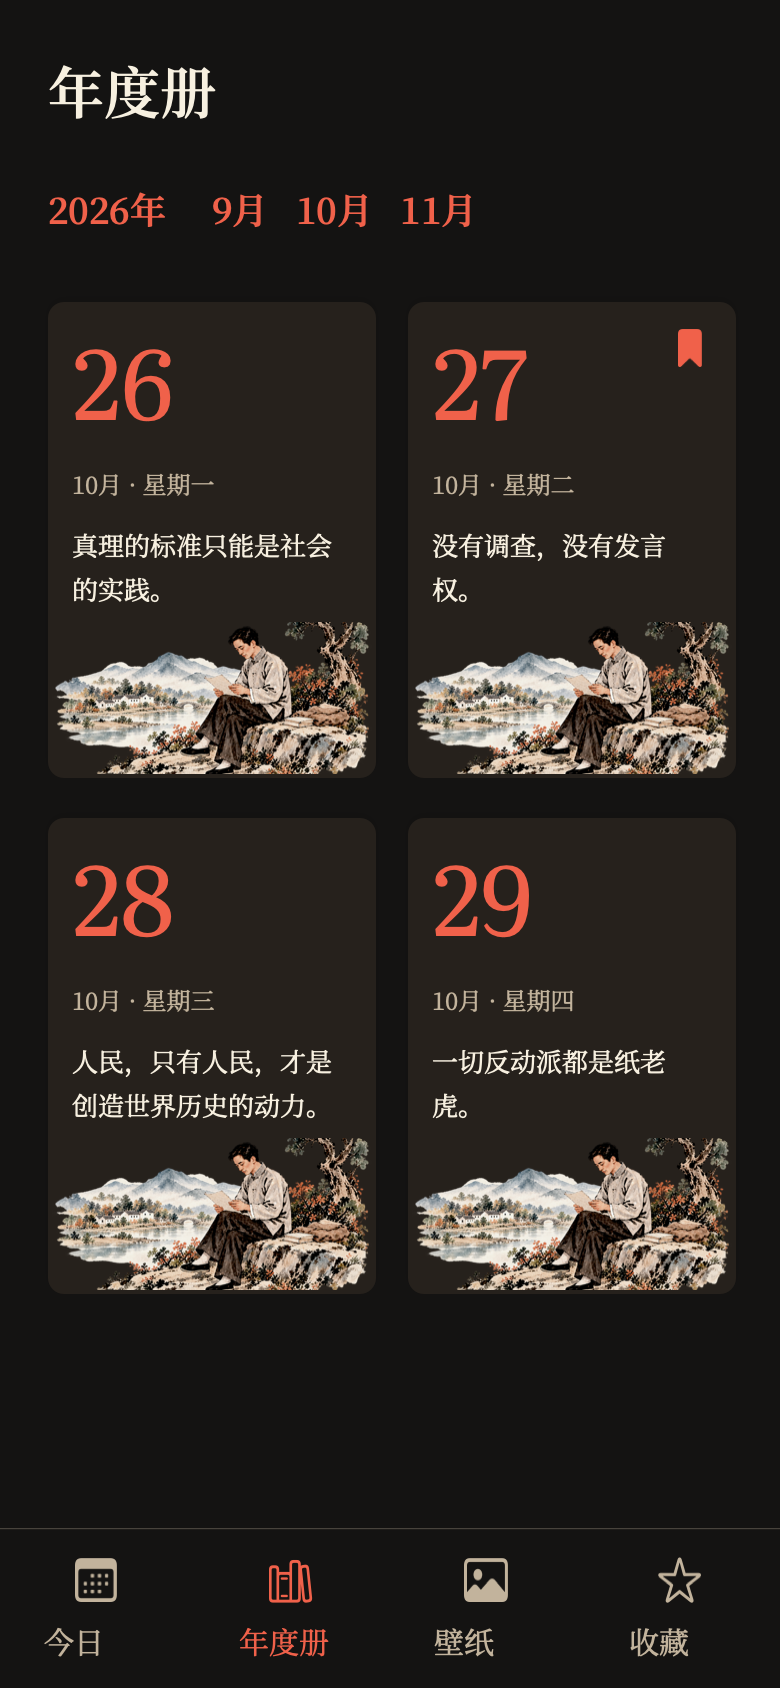 年度册
2026年 9月 10月 11月
26
10月 · 星期一
真理的标准只能是社会
的实践。
27
10月 · 星期二
没有调查，没有发言
权。
28
10月 · 星期三
人民，只有人民，才是
创造世界历史的动力。
29
10月 · 星期四
一切反动派都是纸老
虎。
今日
年度册
壁纸
收藏